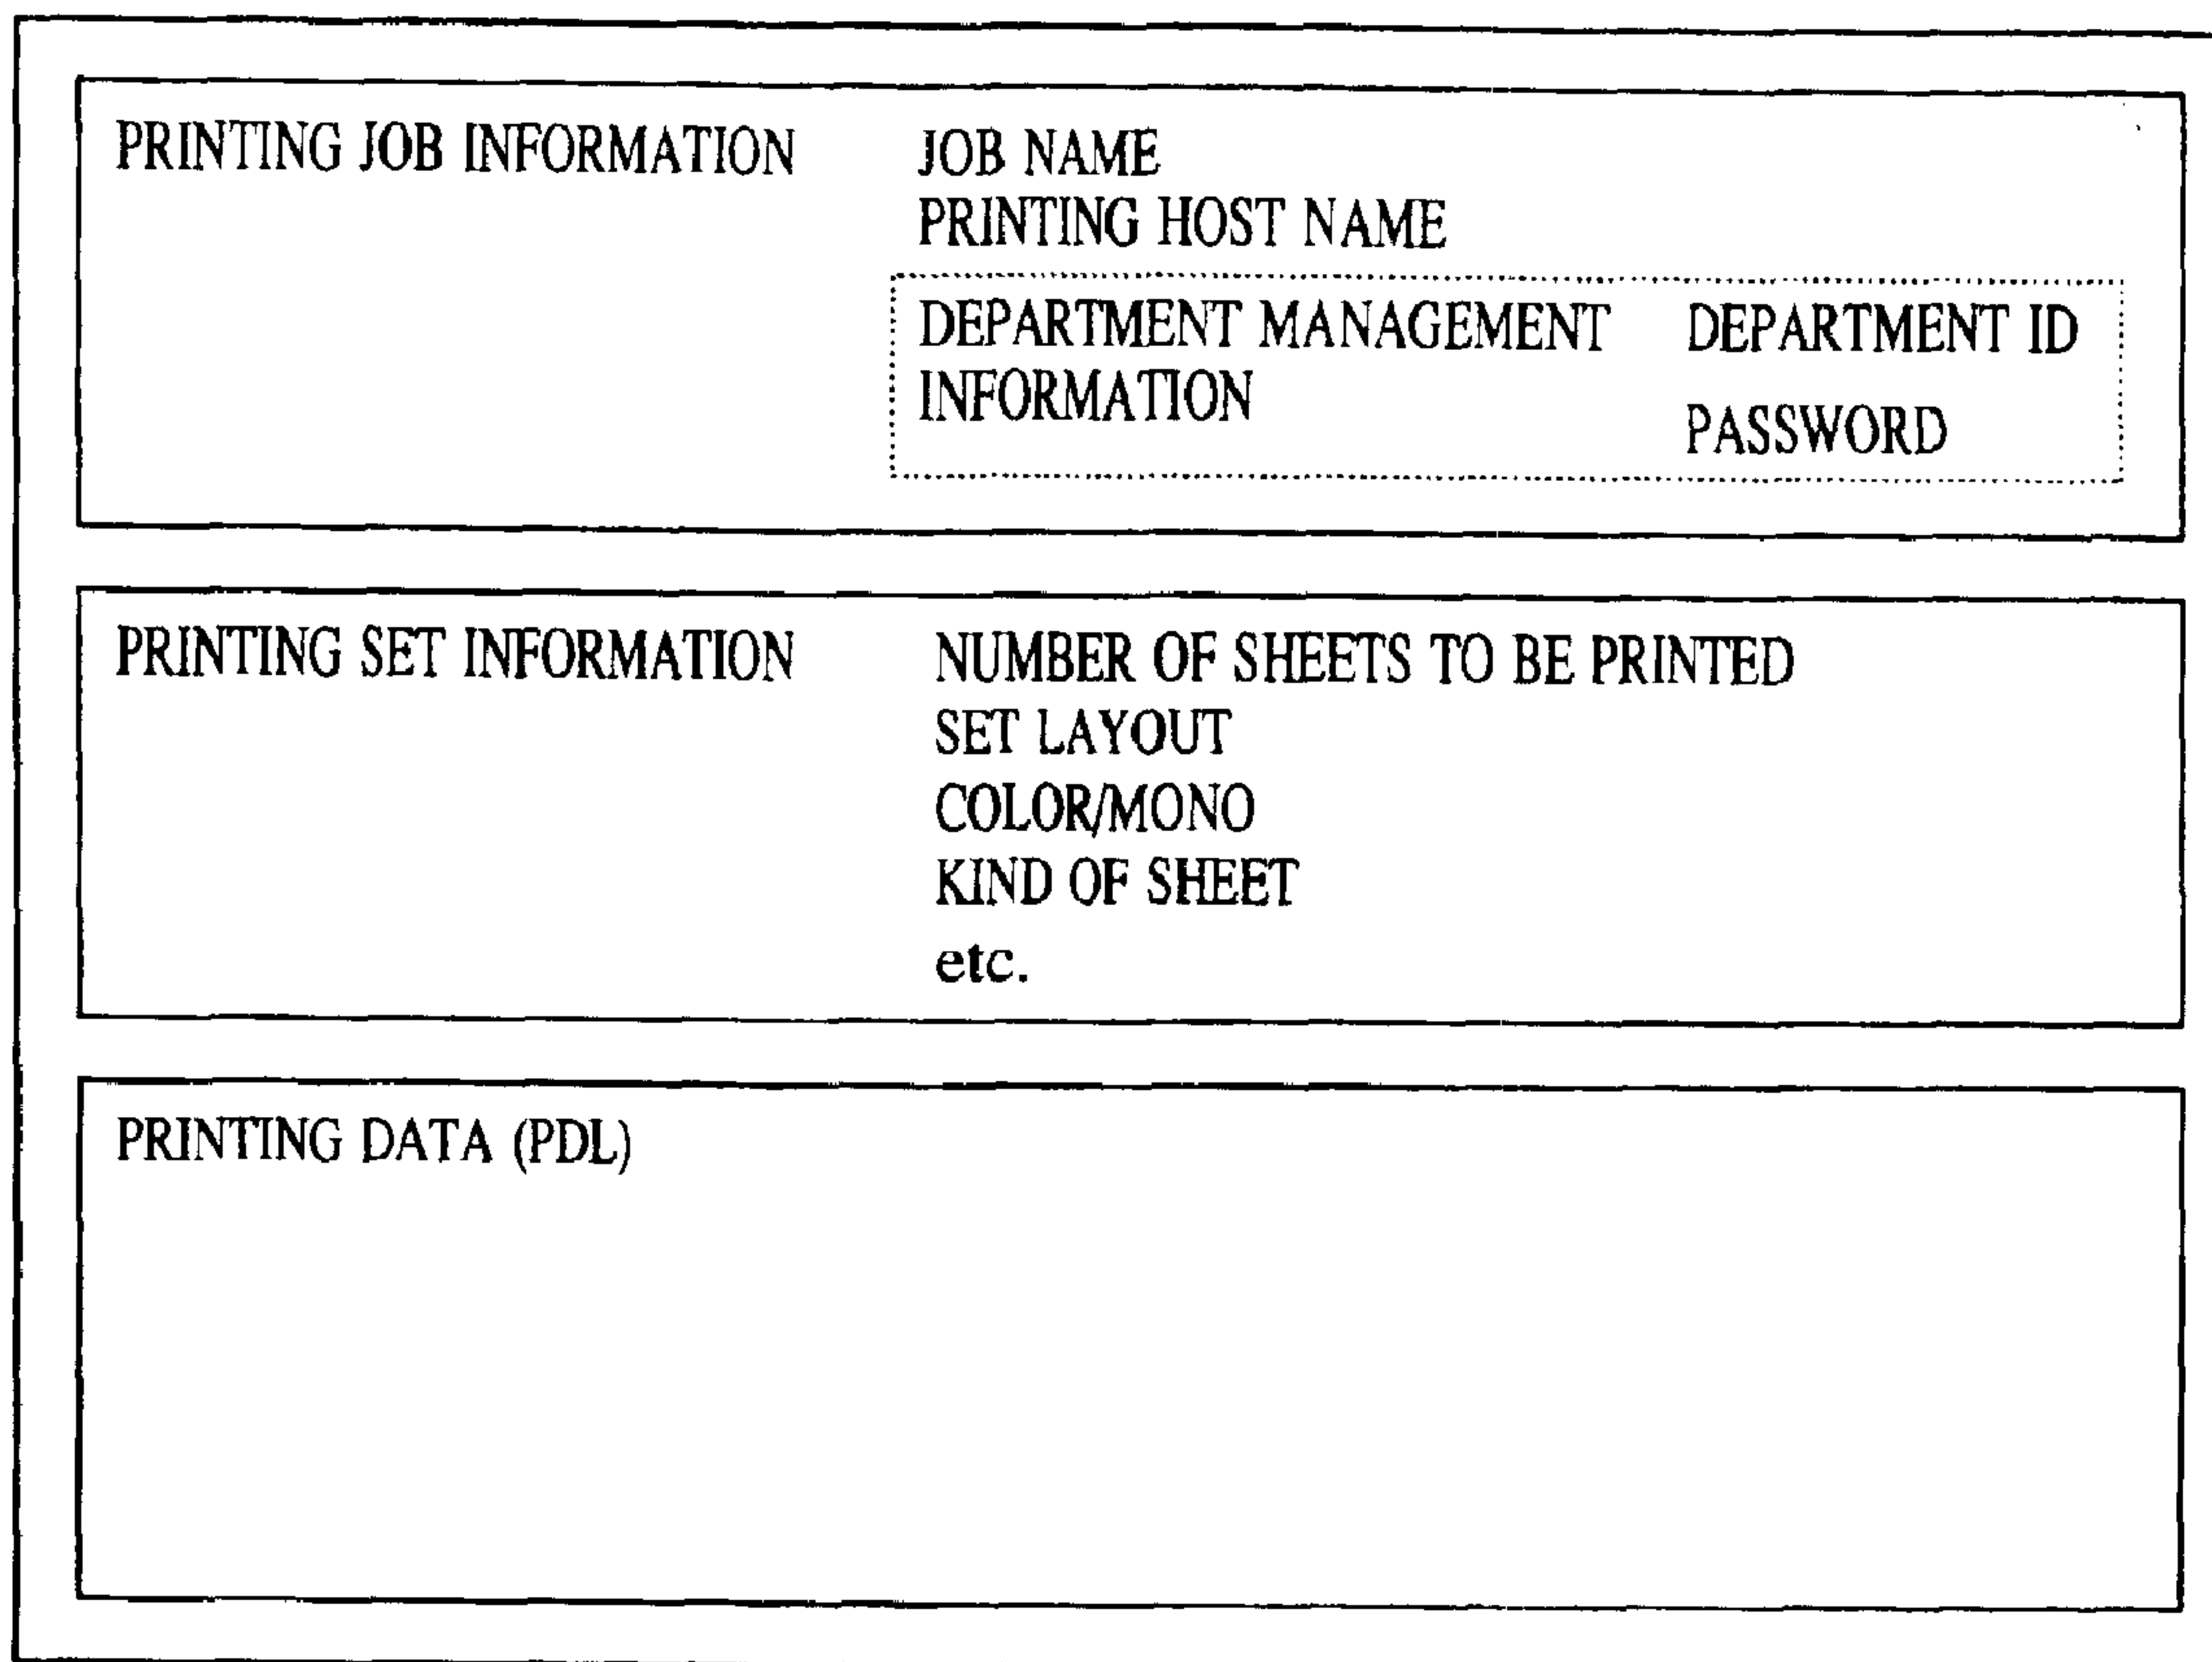 PRINTING JOB INFORMATION JOB NAME
PRINTING HOST NAME
DEPARTMENT MANAGEMENT DEPARTMENT ID
INFORMATION
PASSWORD
PRINTING SET INFORMATION NUMBER OF SHEETS TO BE PRINTED
SET LAYOUT
COLOR/MONO
KIND OF SHEET
etc.
PRINTING DATA (PDL)